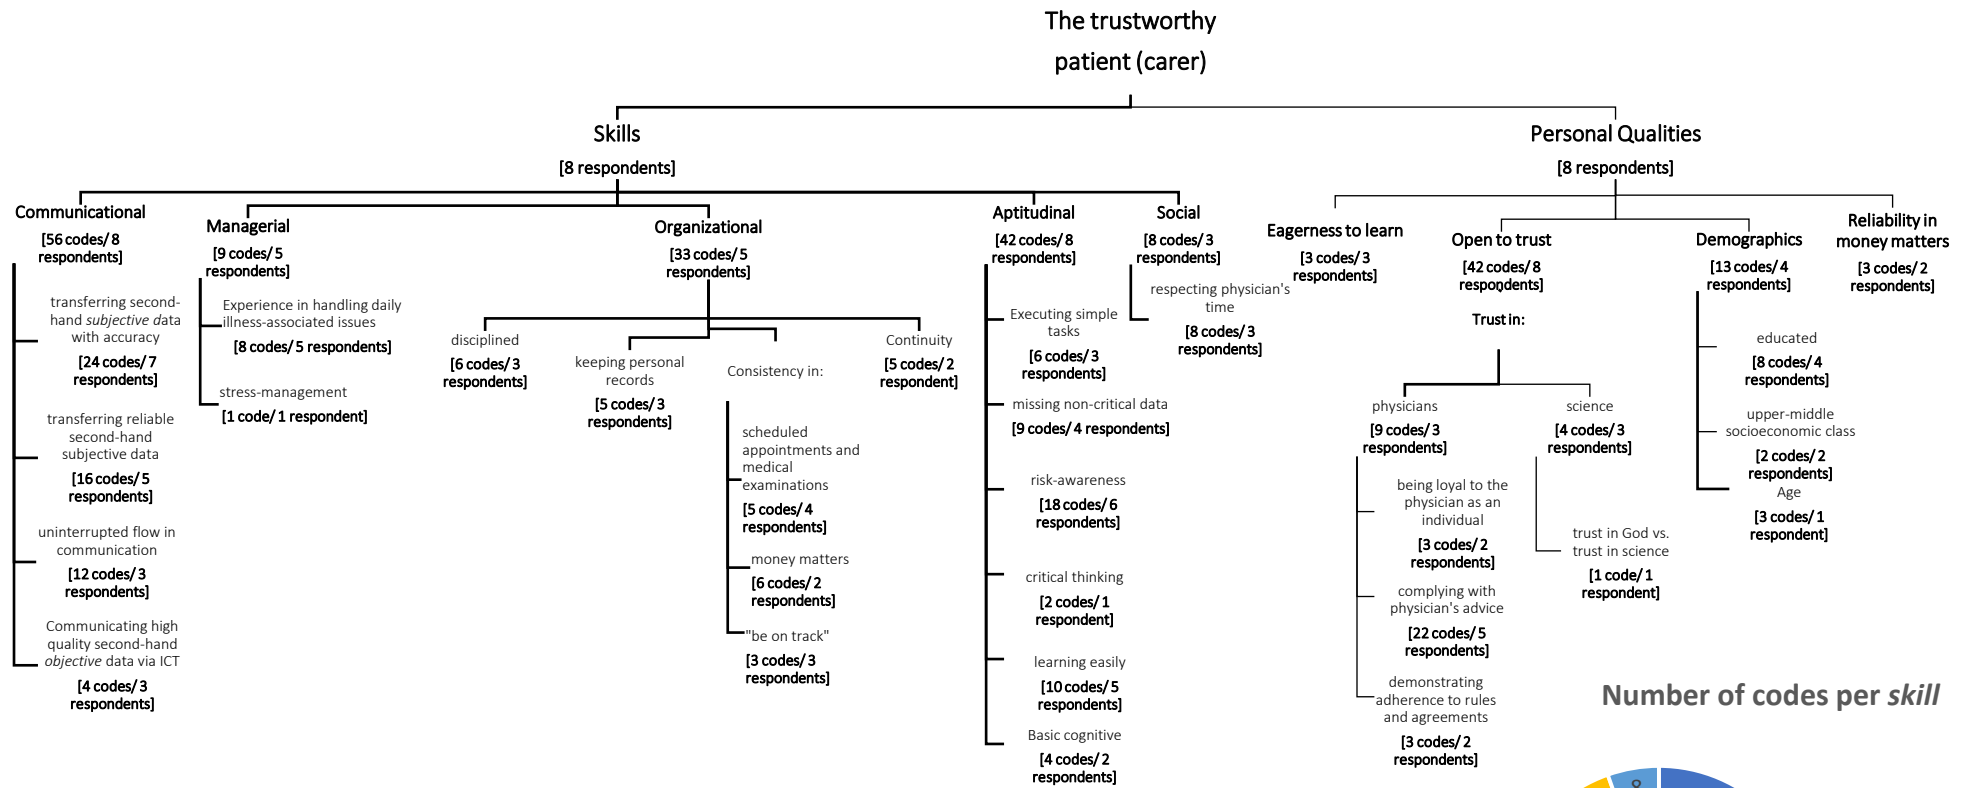 The trustworthy
patient (carer)
Skills
[8 respondents]
Personal Qualities
[8 respondents]
Communicational
[56 codes/ 8
respondents]
transferring second-
hand subjective data
with accuracy
[24 codes/ 7
respondents]
transferring reliable
second-hand
subjective data
[16 codes/ 5
respondents]
uninterrupted flow in
communication
[12 codes/ 3
respondents]
Communicating high
quality second-hand
objective data via ICT
[4 codes/ 3
respondents]
Managerial
[9 codes/ 5
respondents]
Experience in handling daily
illness-associated issues
[8 codes/ 5 respondents]
stress-management
[1 code/ 1 respondent]
Organizational
[33 codes/ 5
respondents]
disciplined
[6 codes/ 3
respondents]
keeping personal
records
[5 codes/ 3
respondents]
Consistency in:
scheduled
appointments and
medical
examinations
[5 codes/ 4
respondents]
money matters
[6 codes/ 2
respondents]
"be on track"
[3 codes/ 3
respondents]
Continuity
[5 codes/ 2
respondent]
Aptitudinal
[42 codes/ 8
respondents]
Executing simple
tasks
[6 codes/ 3
respondents]
missing non-critical data
[9 codes/ 4 respondents]
risk-awareness
[18 codes/ 6
respondents]
critical thinking
[2 codes/ 1
respondent]
learning easily
[10 codes/ 5
respondents]
Basic cognitive
[4 codes/ 2
respondents]
Social
[8 codes/ 3
respondents]
respecting physician's
time
[8 codes/ 3
respondents]
Eagerness to learn
[3 codes/ 3
respondents]
Open to trust
[42 codes/ 8
respondents]
Trust in:
physicians
[9 codes/ 3
respondents]
being loyal to the
physician as an
individual
[3 codes/ 2
respondents]
complying with
physician's advice
[22 codes/ 5
respondents]
demonstrating
adherence to rules
and agreements
[3 codes/ 2
respondents]
science
[4 codes/ 3
respondents]
trust in God vs.
trust in science
[1 code/ 1
respondent]
Demographics
[13 codes/ 4
respondents]
educated
[8 codes/ 4
respondents]
upper-middle
socioeconomic class
[2 codes/ 2
respondents]
Age
[3 codes/ 1
respondent]
Reliability in
money matters
[3 codes/ 2
respondents]
Number of codes per skill
8